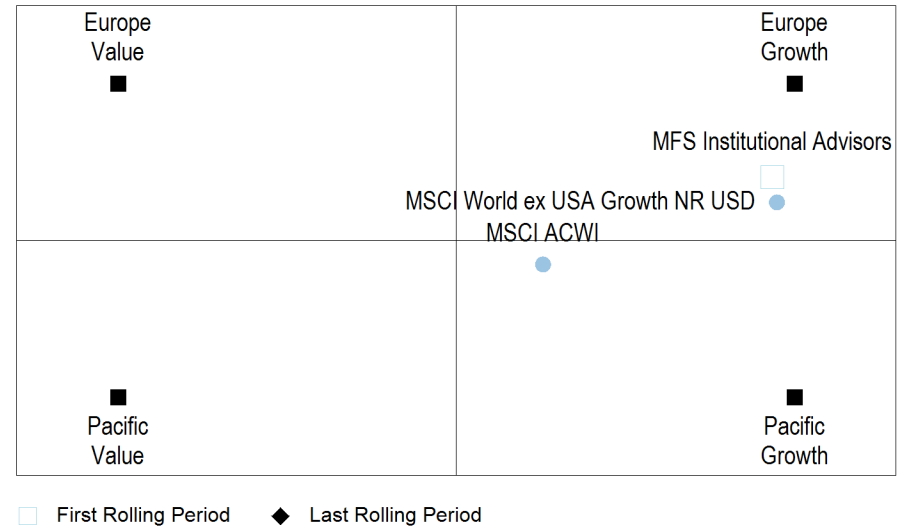 Europe
Value
Europe
Growth
MFS Institutional Advisors
MSCI World ex USA Growth NR USD
MSCI ACWI
Pacific
Value
Pacific
Growth
First Rolling Period
Last Rolling Period